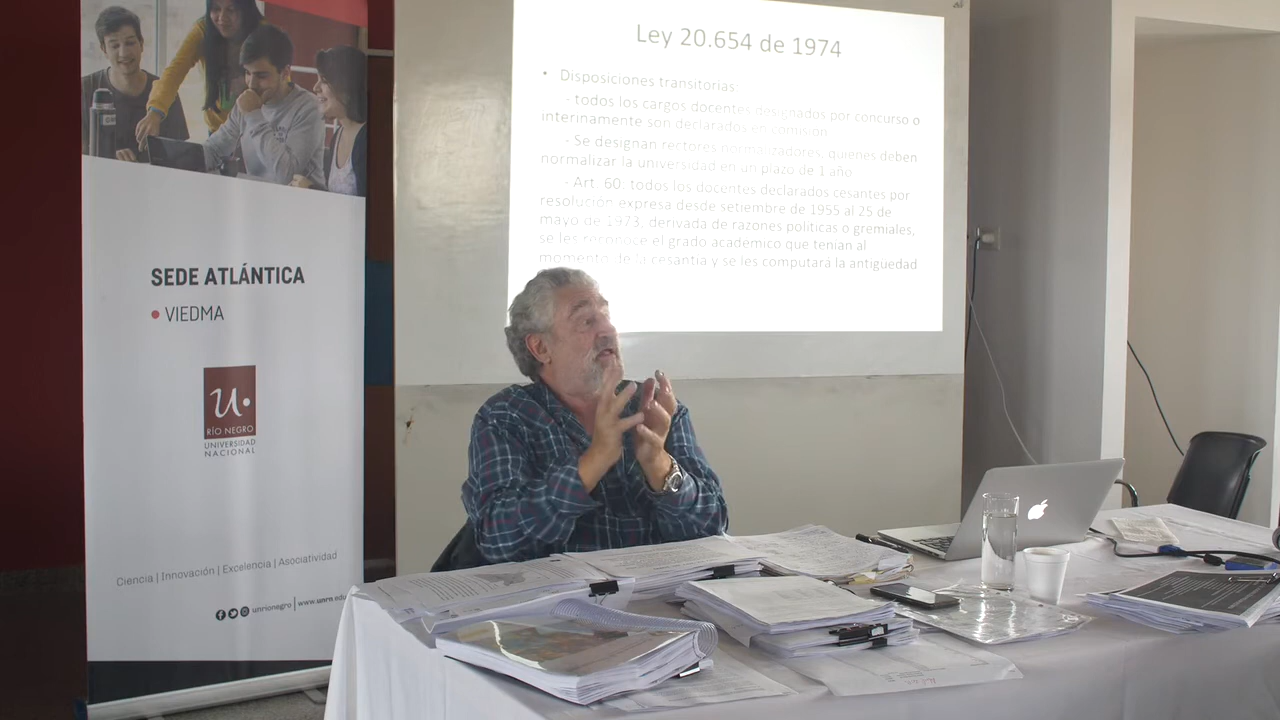 SEDE ATLÁNTICA
• VIEDMA
u.
RÍO NEGRO
UNIVERSIDAD
NACIONAL
Ciencia | Innovación | Excelencia | Asociatividad
unrionegro | www.unrn.edu
Ley 20.654 de 1974
• Disposiciones transitorias:
- todos los cargos docentes designados por concurso o
interinamente son declarados en comisión
- Se designan rectores normalizadores, quienes deben
normalizar la universidad en un plazo de 1 año
- Art. 60: todos los docentes declarados cesantes por
resolución expresa desde setiembre de 1955 al 25 de
mayo de 1973, derivada de razones políticas o gremiales,
se les reconoce el grado academico que tenían al
momento de la cesantía y se les computará la antiguedad